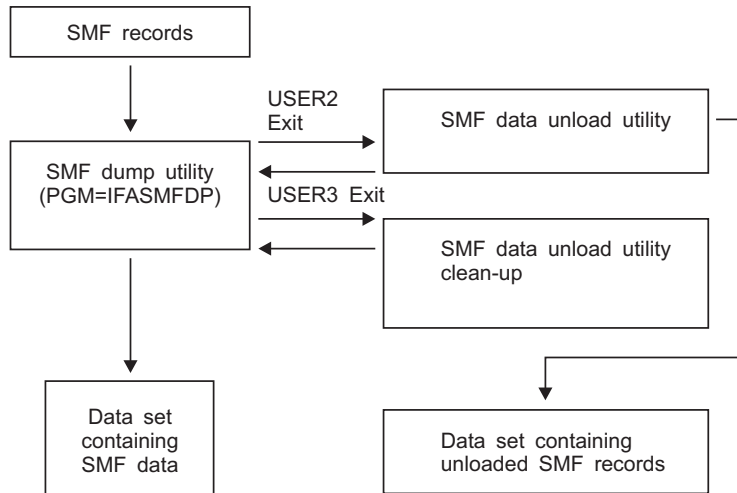 SMF records
USER2
Exit
SMF data unload utility
SMF dump utility
(PGM=IFASMFDP)
USER3 Exit
SMF data unload utility
clean-up
Data set
containing
SMF data
Data set containing
unloaded SMF records